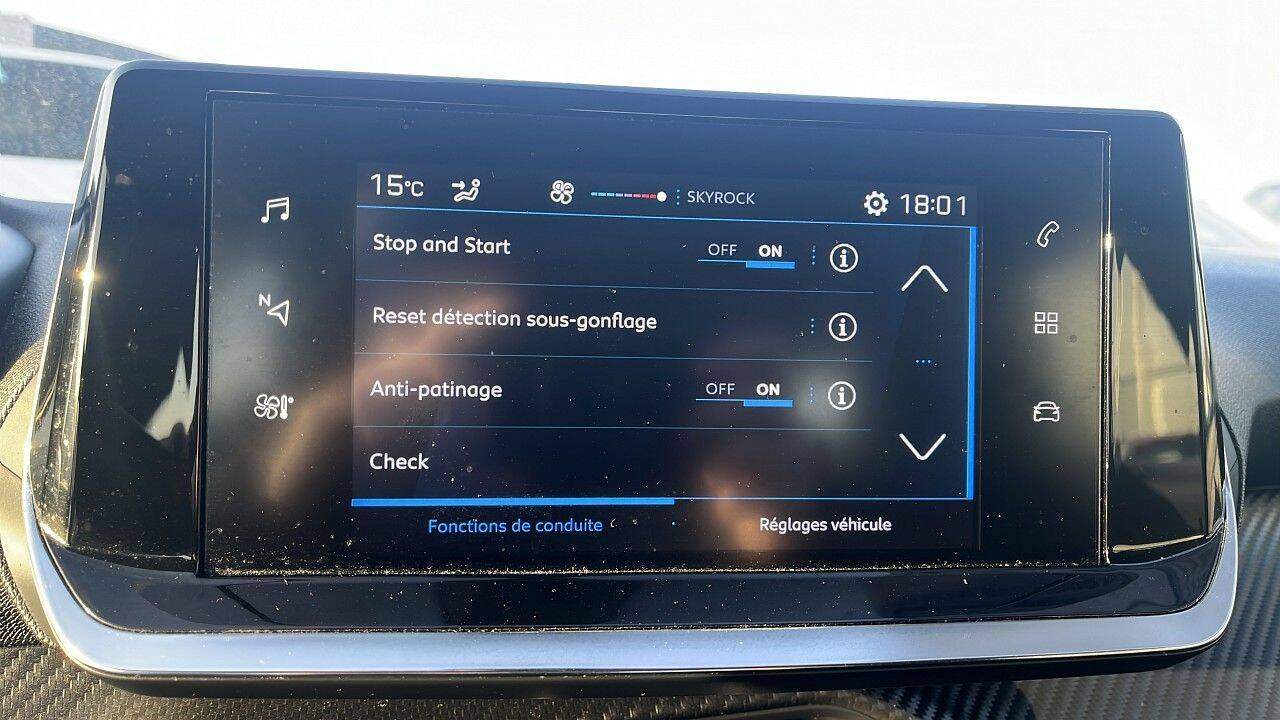 15°C SKYROCK 18:01
Stop and Start OFF ON
Reset détection sous-gonflage
Anti-patinage OFF ON
Check
Fonctions de conduite Réglages véhicule
N